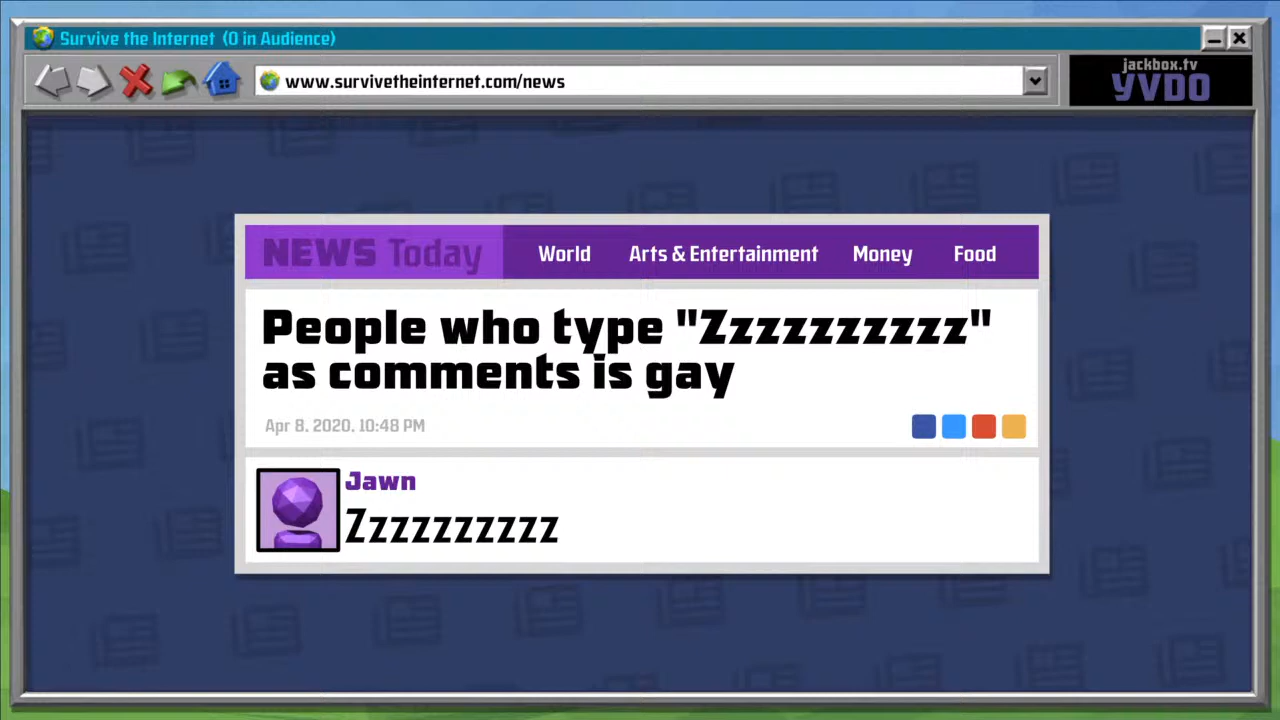 Survive the Internet (0 in Audience)
www.survivetheinternet.com/news
jackbox.tv
YVDO
NEWS Today World Arts & Entertainment Money Food
People who type "Zzzzzzzzzzz"
as comments is gay
Apr 8, 2020, 10:48 PM
Jawn
Zzzzzzzzzz